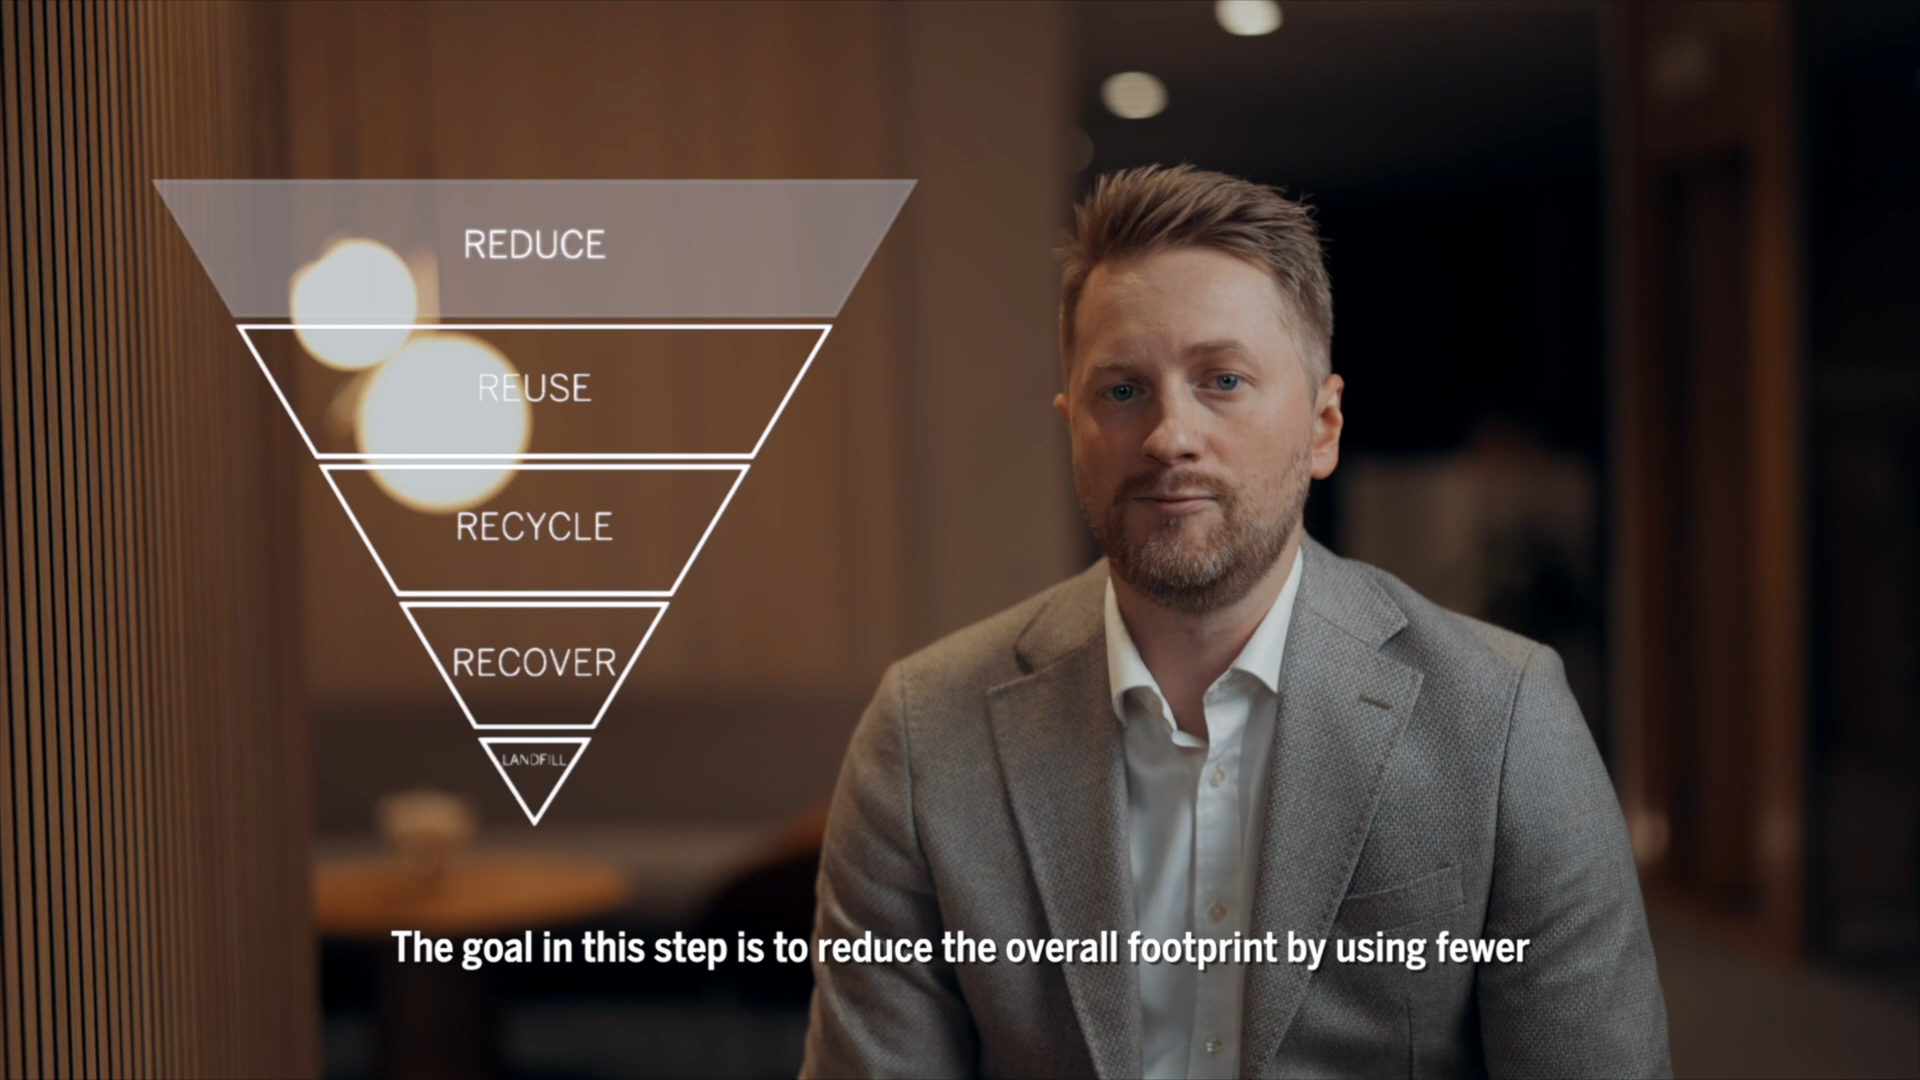 REDUCE
REUSE
RECYCLE
RECOVER
LANDFILL
The goal in this step is to reduce the overall footprint by using fewer